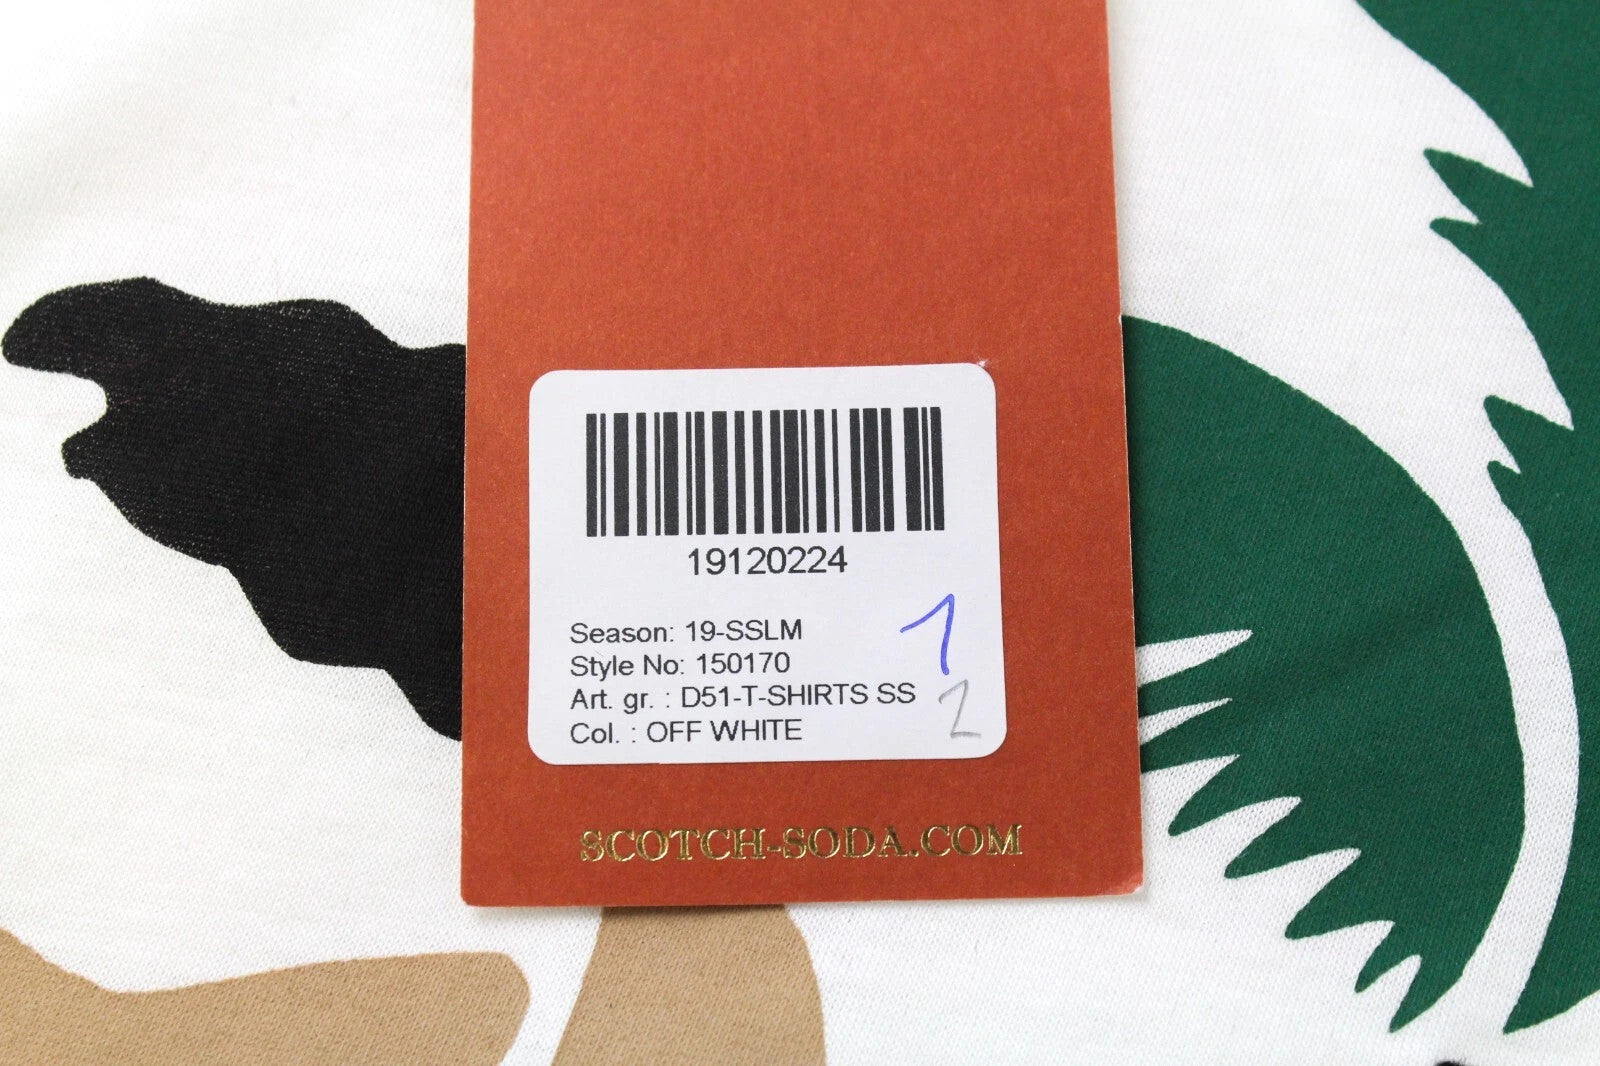 19120224
Season: 19-SSLM
Style No: 150170
Art. gr. : D51-T-SHIRTS SS
Col. : OFF WHITE
1
2
SCOTCH-SODA.COM